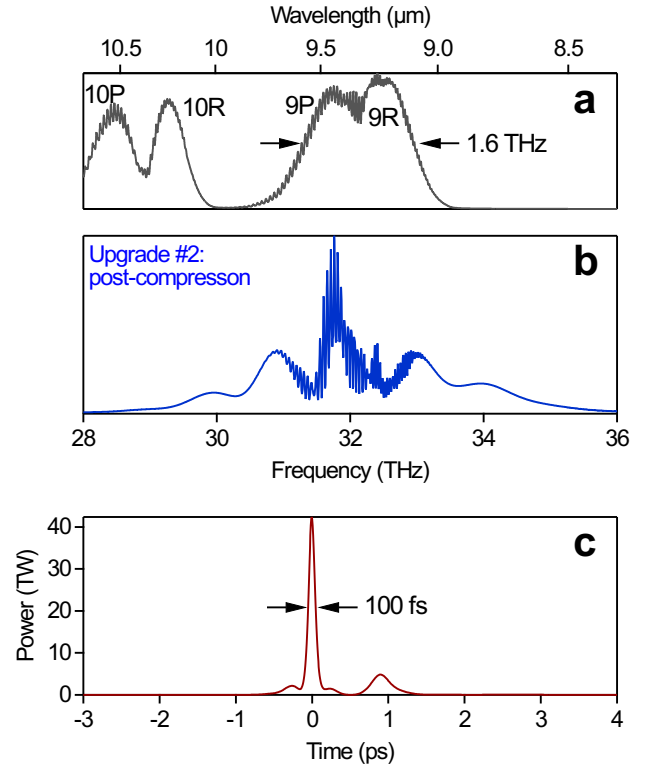 Wavelength (µm)
10.5 10 9.5 9.0 8.5
10P 10R 9P 9R a
1.6 THz
Upgrade #2:
post-compresson
b
28 30 32 34 36
Frequency (THz)
c
Power (TW)
40
30
20
10
0
100 fs
-3 -2 -1 0 1 2 3 4
Time (ps)